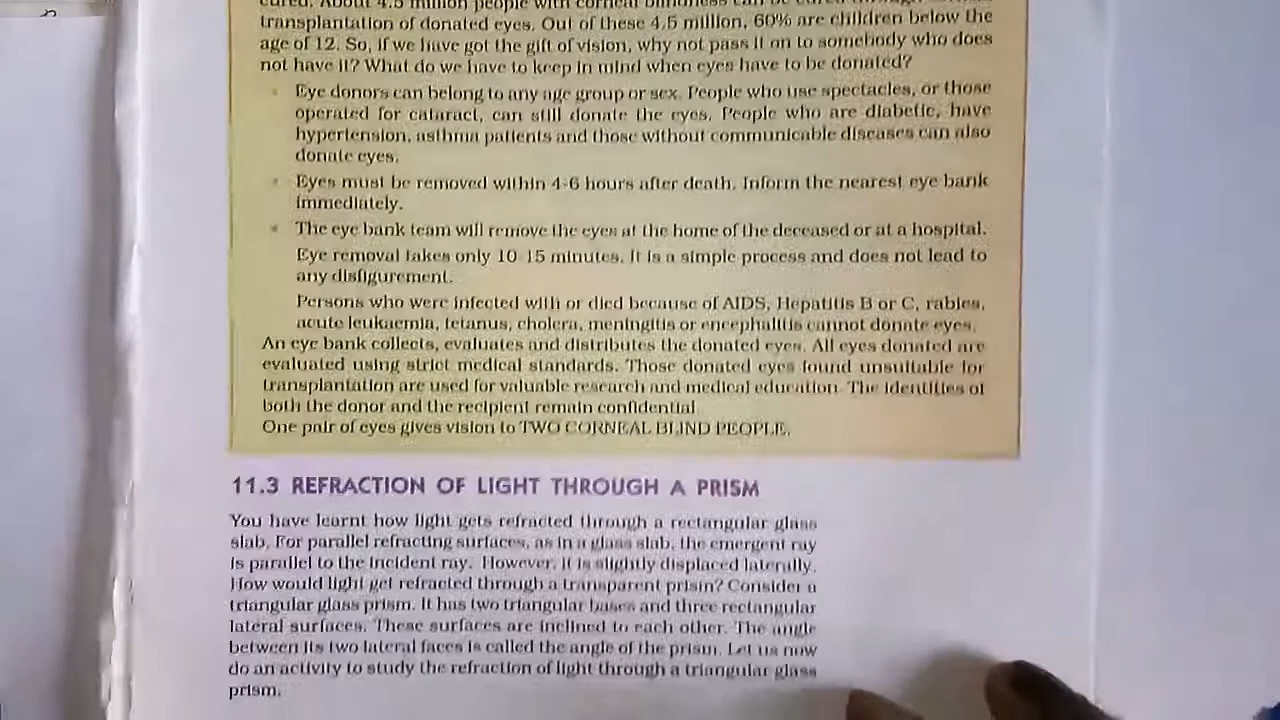 cured. About 4.5 million people with corneal blindness can be cured through
transplantation of donated eyes. Out of these 4.5 million, 60% are children below the
age of 12. So, if we have got the gift of vision, why not pass it on to somebody who does
not have it? What do we have to keep in mind when eyes have to be donated?
Eye donors can belong to any age group or sex. People who use spectacles, or those
operated for cataract, can still donate the eyes. People who are diabetic, have
hypertension, asthma patients and those without communicable diseases can also
donate eyes.
Eyes must be removed within 4-6 hours after death. Inform the nearest eye bank
immediately.
The eye bank team will remove the eyes at the home of the deceased or at a hospital.
Eye removal takes only 10-15 minutes. It is a simple process and does not lead to
any disfigurement.
Persons who were infected with or died because of AIDS, Hepatitis B or C, rabies,
acute leukaemia, tetanus, cholera, meningitis or encephalitis cannot donate eyes.
An eye bank collects, evaluates and distributes the donated eyes. All eyes donated are
evaluated using strict medical standards. Those donated eyes found unsuitable for
transplantation are used for valuable research and medical education. The identities of
both the donor and the recipient remain confidential.
One pair of eyes gives vision to TWO CORNEAL BLIND PEOPLE.
11.3 REFRACTION OF LIGHT THROUGH A PRISM
You have learnt how light gets refracted through a rectangular glass
slab. For parallel refracting surfaces, as in a glass slab, the emergent ray
is parallel to the incident ray. However, it is slightly displaced laterally.
How would light get refracted through a transparent prism? Consider a
triangular glass prism. It has two triangular bases and three rectangular
lateral surfaces. These surfaces are inclined to each other. The angle
between its two lateral faces is called the angle of the prism. Let us now
do an activity to study the refraction of light through a triangular glass
prism.